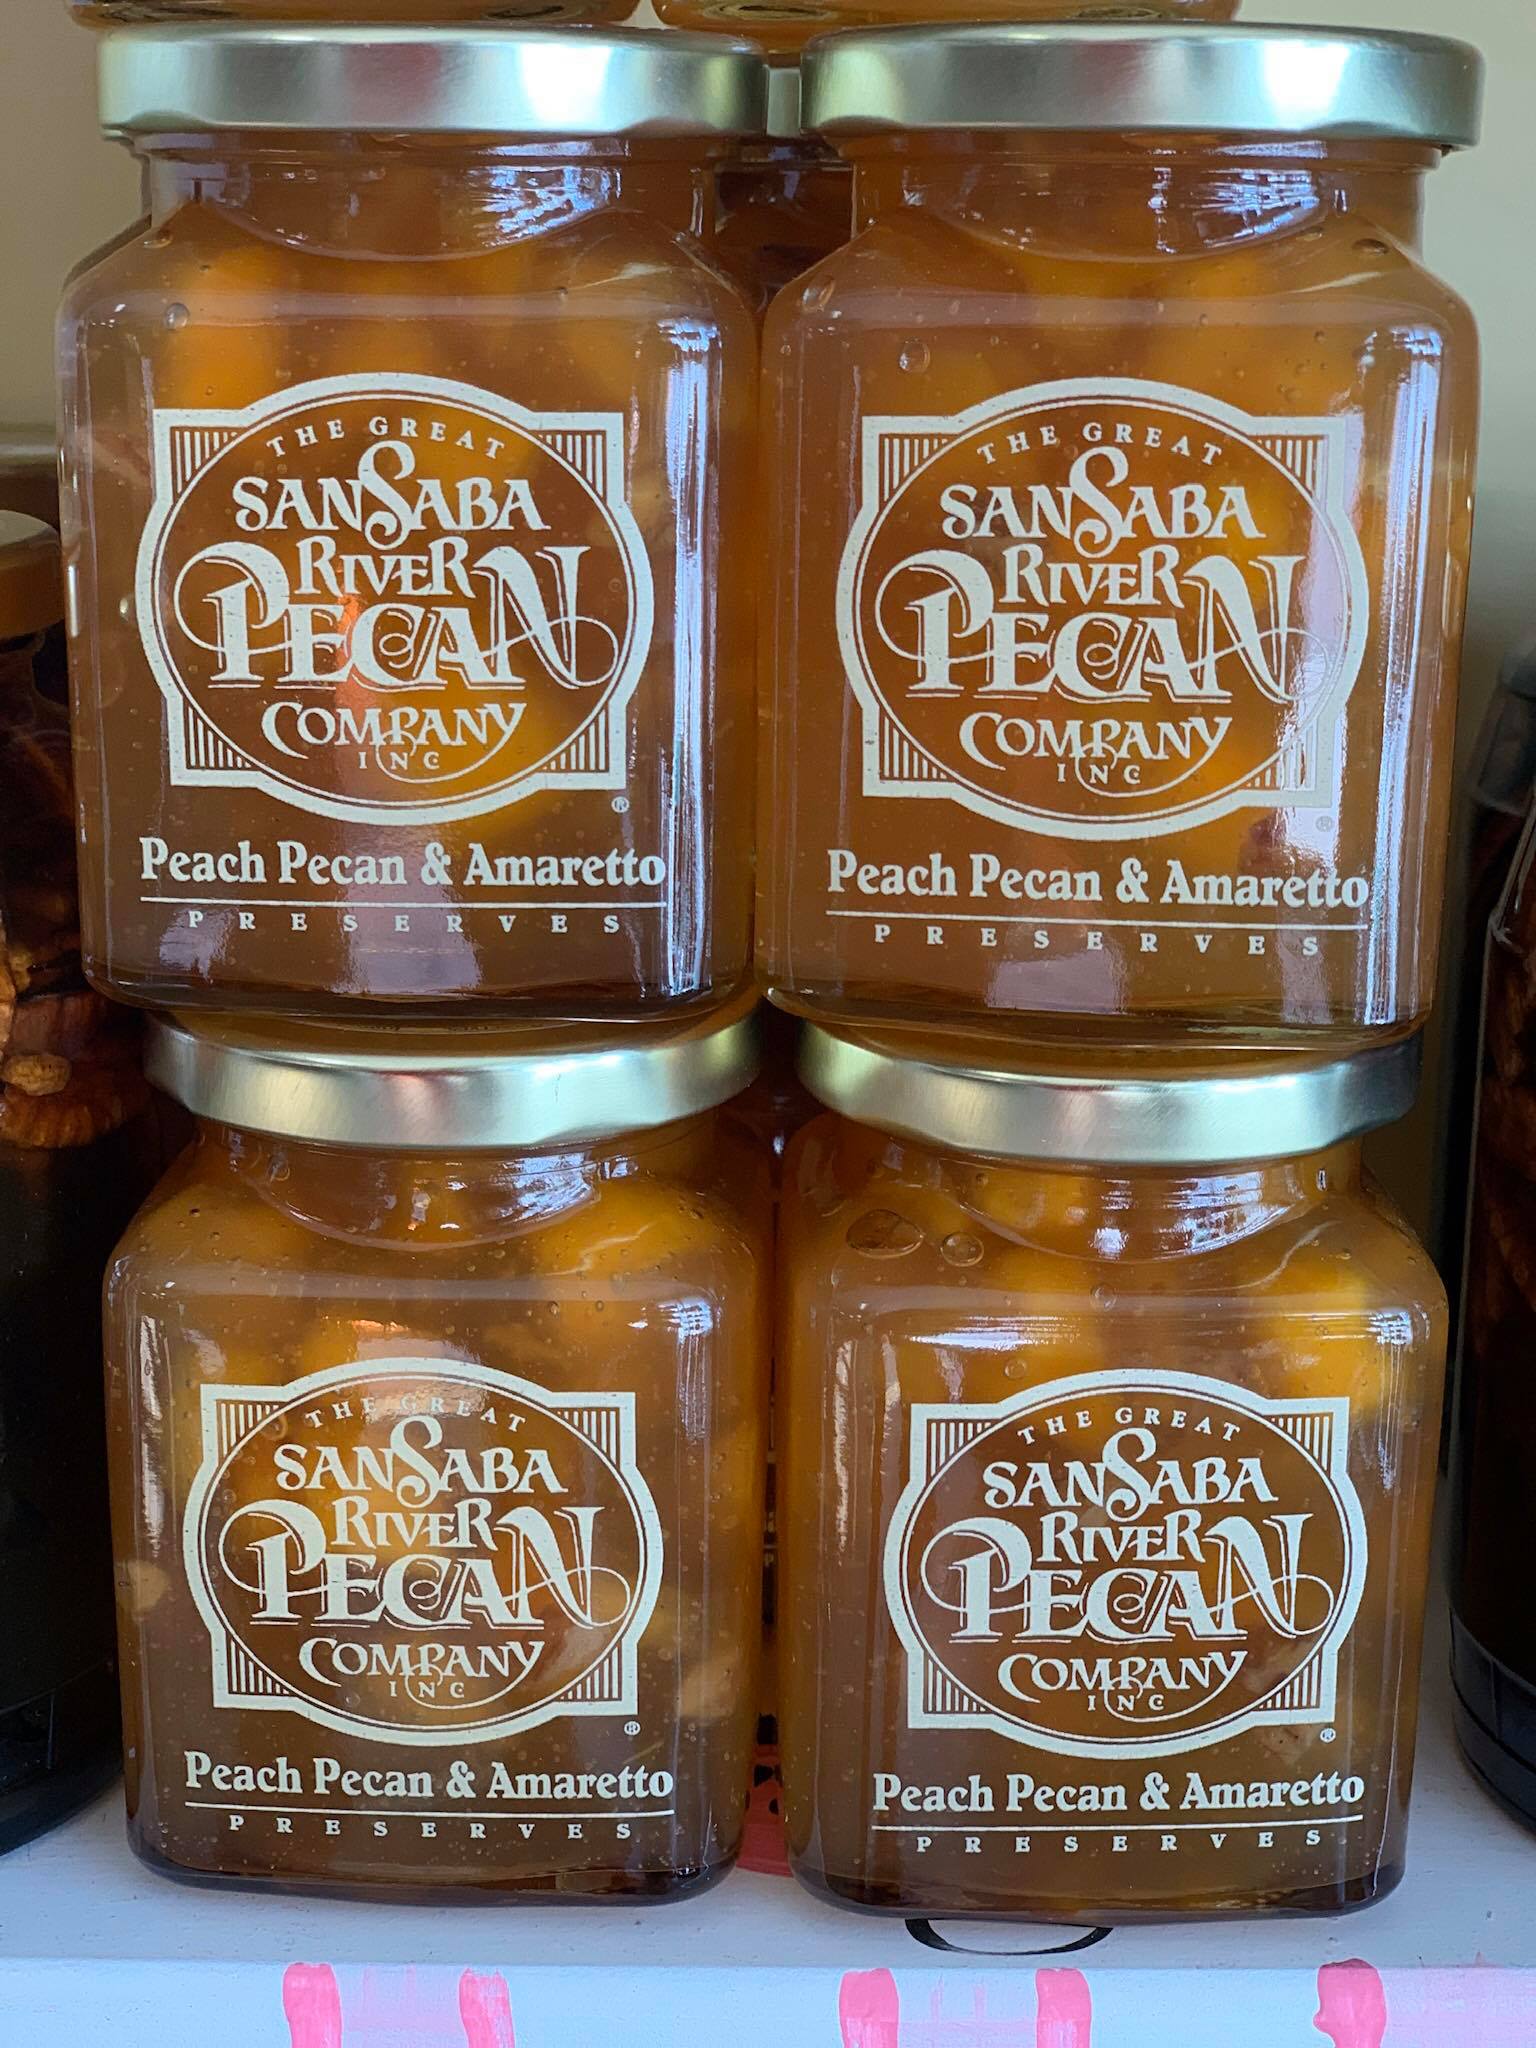 THE GREAT
SANSABA
RIVER
PECAN
COMPANY
INC
®
Peach Pecan & Amaretto
PRESERVES
THE GREAT
SANSABA
RIVER
PECAN
COMPANY
INC
®
Peach Pecan & Amaretto
PRESERVES
THE GREAT
SANSABA
RIVER
PECAN
COMPANY
INC
®
Peach Pecan & Amaretto
PRESERVES
THE GREAT
SANSABA
RIVER
PECAN
COMPANY
INC
®
Peach Pecan & Amaretto
PRESERVES